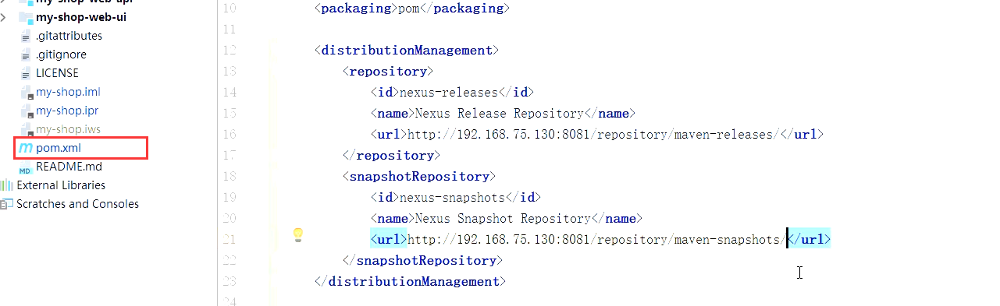 my-shop-web-api
my-shop-web-ui
.gitattributes
.gitignore
LICENSE
my-shop.iml
my-shop.ipr
my-shop.iws
pom.xml
MD README.md
External Libraries
Scratches and Consoles
10 <packaging>pom</packaging>
11
12 <distributionManagement>
13 <repository>
14 <id>nexus-releases</id>
15 <name>Nexus Release Repository</name>
16 <url>http://192.168.75.130:8081/repository/maven-releases/</url>
17 </repository>
18 <snapshotRepository>
19 <id>nexus-snapshots</id>
20 <name>Nexus Snapshot Repository</name>
21 <url>http://192.168.75.130:8081/repository/maven-snapshots/</url>
22 </snapshotRepository>
23 </distributionManagement>
24